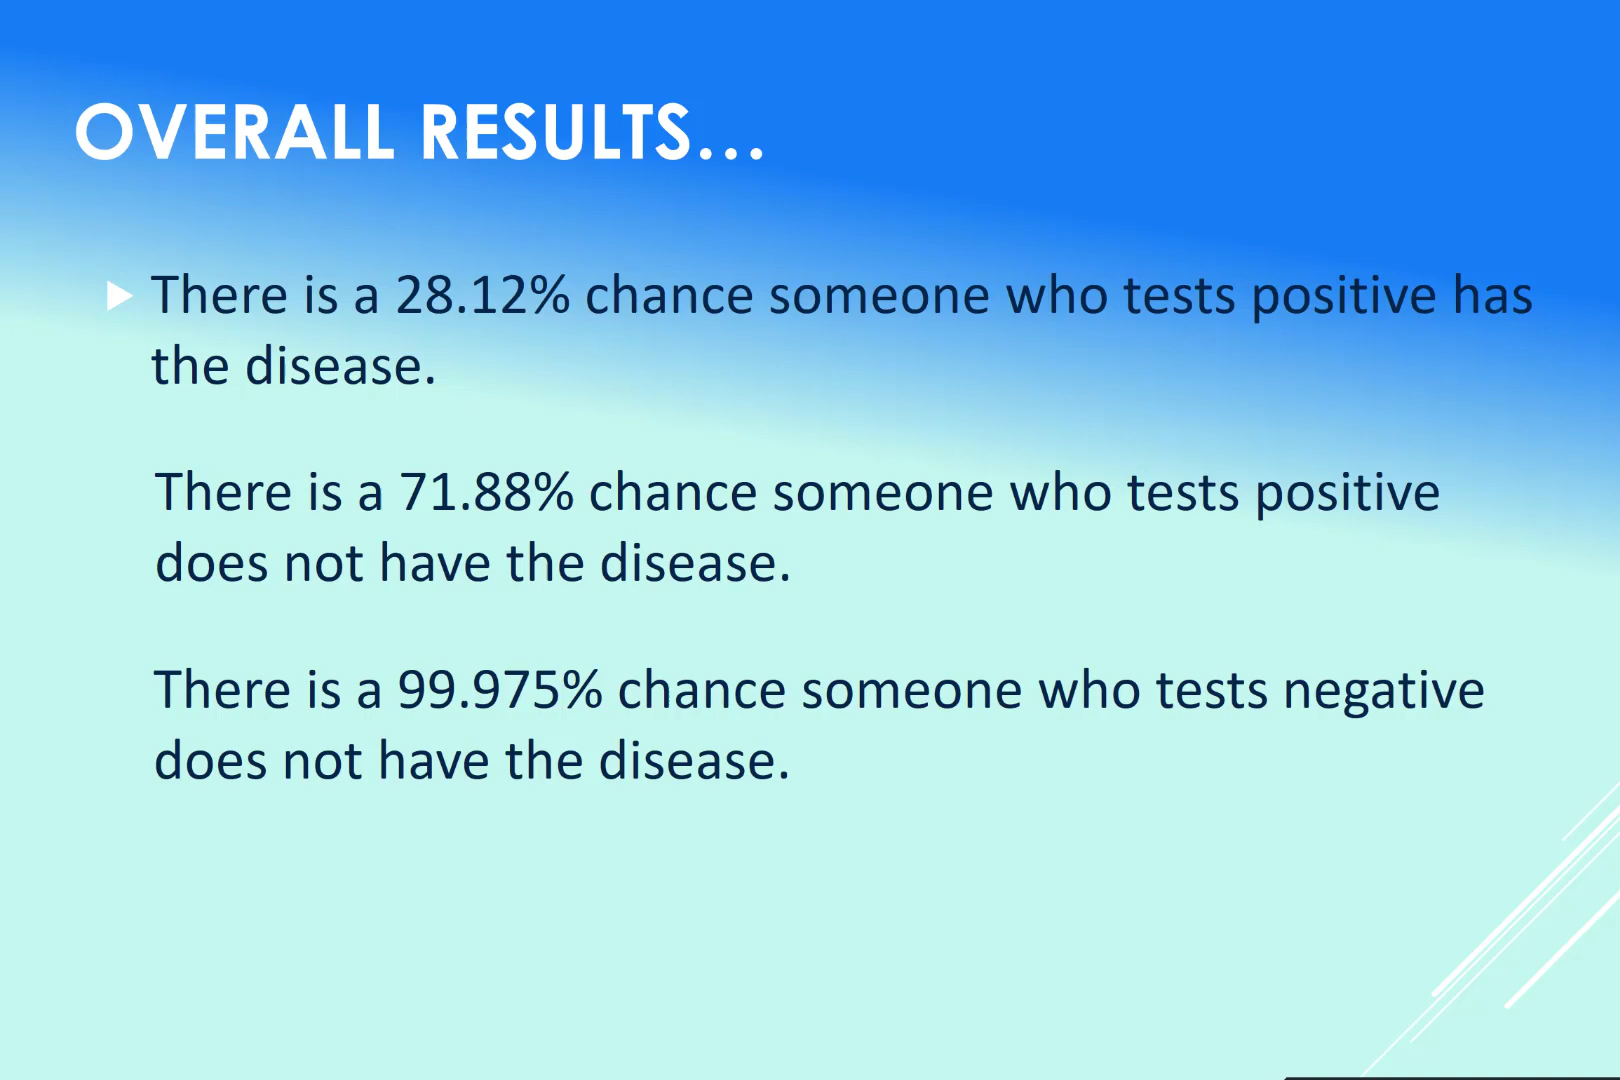 OVERALL RESULTS...
There is a 28.12% chance someone who tests positive has
the disease.
There is a 71.88% chance someone who tests positive
does not have the disease.
There is a 99.975% chance someone who tests negative
does not have the disease.